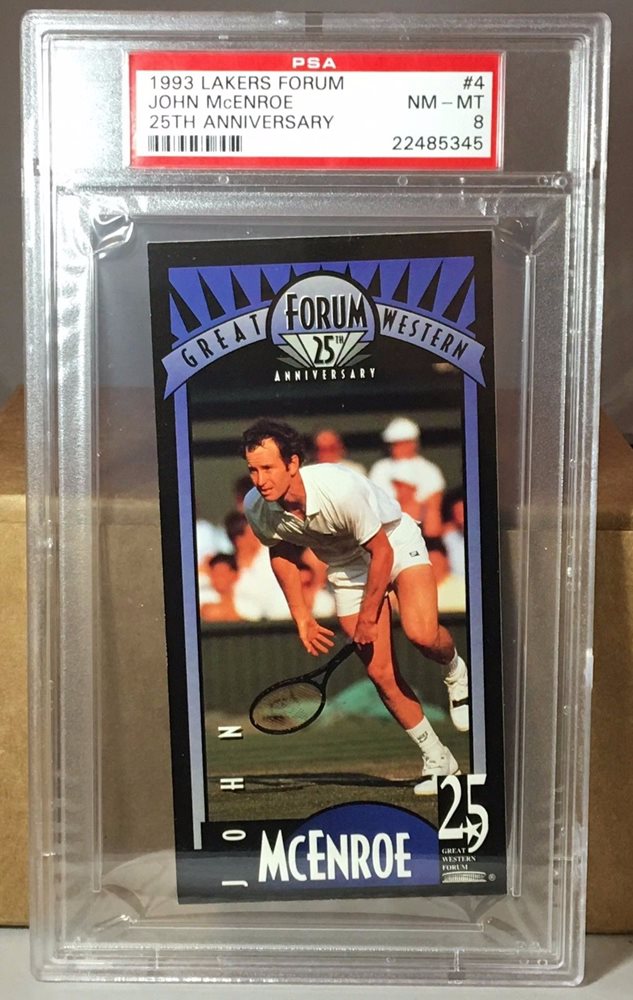 PSA
1993 LAKERS FORUM #4
JOHN McENROE NM - MT
25TH ANNIVERSARY 8
22485345
GREAT FORUM WESTERN
25TH
ANNIVERSARY
JOHN
McENROE
25
GREAT
WESTERN
FORUM
®